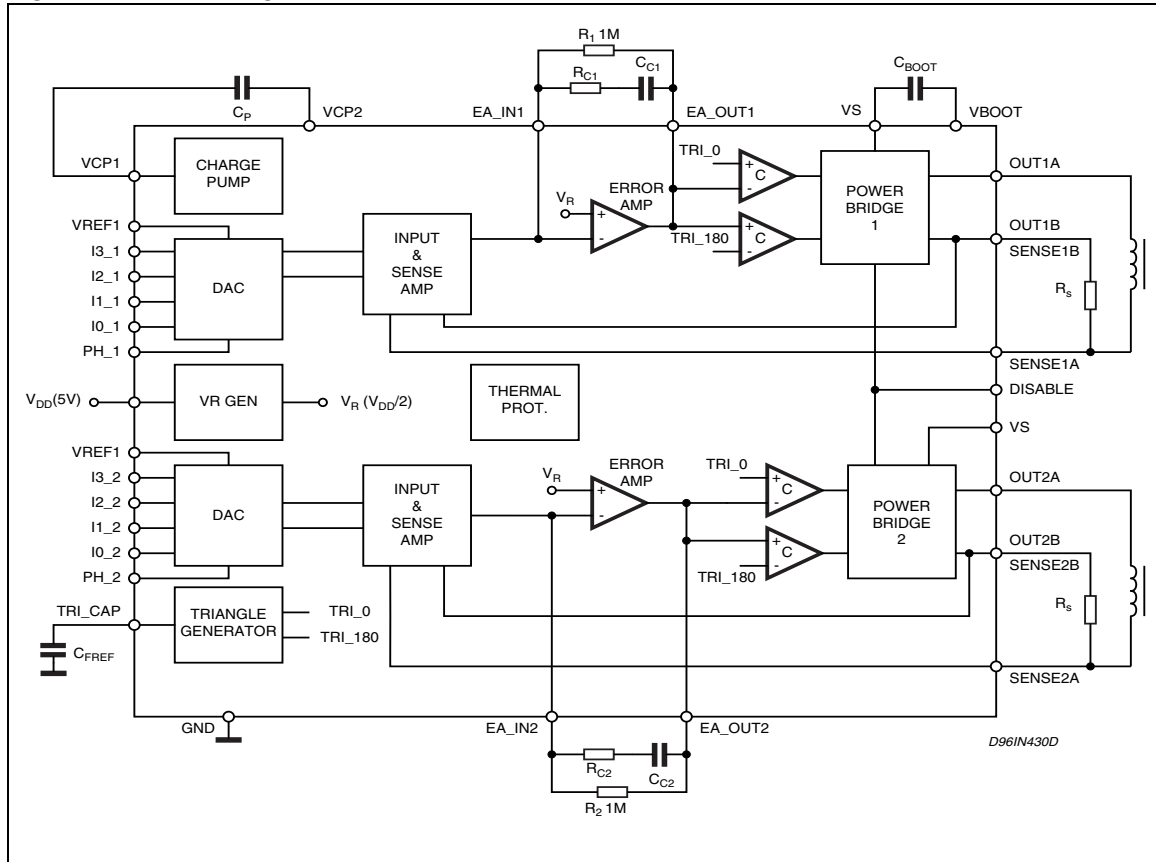 R1 1M
RC1
CC1
CBOOT
CP
VCP2
EA_IN1
EA_OUT1
VS
VBOOT
VCP1
CHARGE
PUMP
TRI_0
+
-
C
POWER
BRIDGE
1
OUT1A
VREF1
I3_1
I2_1
I1_1
I0_1
PH_1
DAC
INPUT
&
SENSE
AMP
VR
+
-
ERROR
AMP
TRI_180
+
-
C
OUT1B
SENSE1B
Rs
SENSE1A
VDD(5V)
VR GEN
VR (VDD/2)
THERMAL
PROT.
DISABLE
VS
VREF1
I3_2
I2_2
I1_2
I0_2
PH_2
DAC
INPUT
&
SENSE
AMP
VR
+
-
ERROR
AMP
TRI_0
+
-
C
TRI_180
+
-
C
POWER
BRIDGE
2
OUT2A
OUT2B
SENSE2B
Rs
SENSE2A
TRI_CAP
TRIANGLE
GENERATOR
TRI_0
TRI_180
CFREF
GND
EA_IN2
EA_OUT2
RC2
CC2
R2 1M
D96IN430D